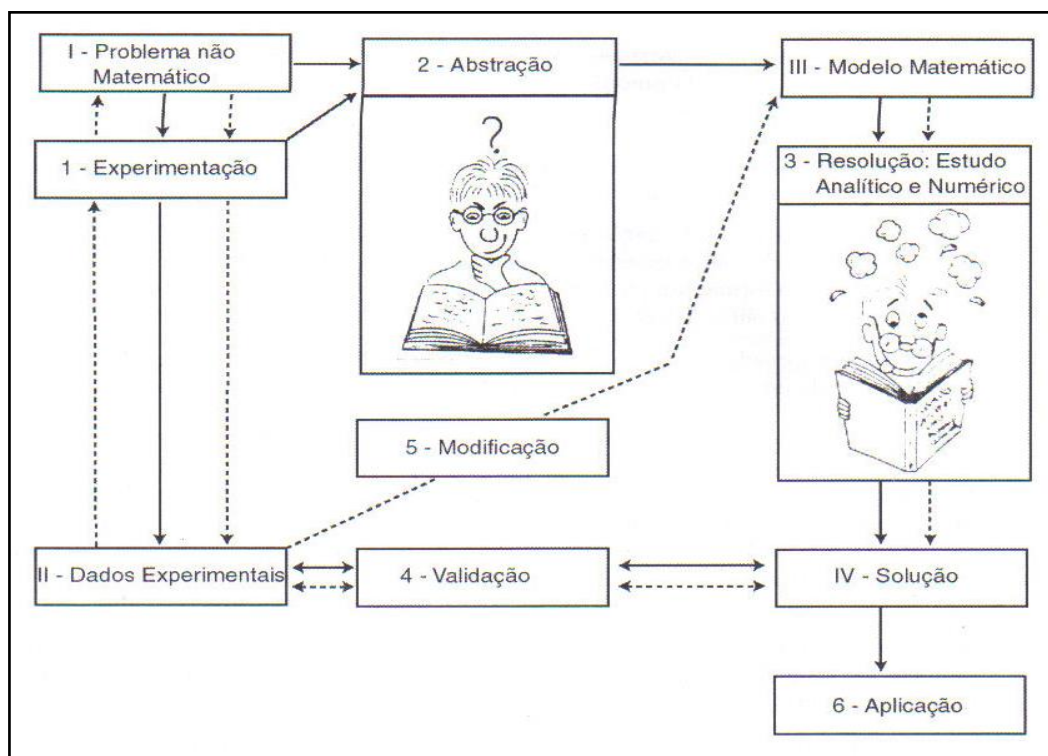 I - Problema não
Matemático
2 - Abstração
III - Modelo Matemático
1 - Experimentação
?
3 - Resolução: Estudo
Analítico e Numérico
5 - Modificação
II - Dados Experimentais
4 - Validação
IV - Solução
6 - Aplicação